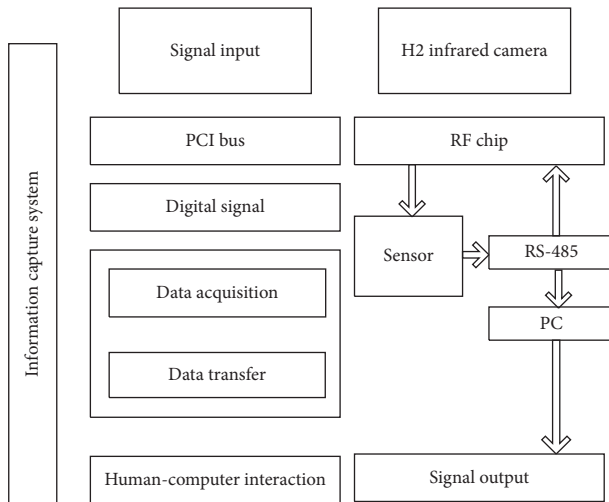 Information capture system
Signal input
H2 infrared camera
PCI bus
RF chip
Digital signal
Sensor
RS-485
Data acquisition
PC
Data transfer
Human-computer interaction
Signal output